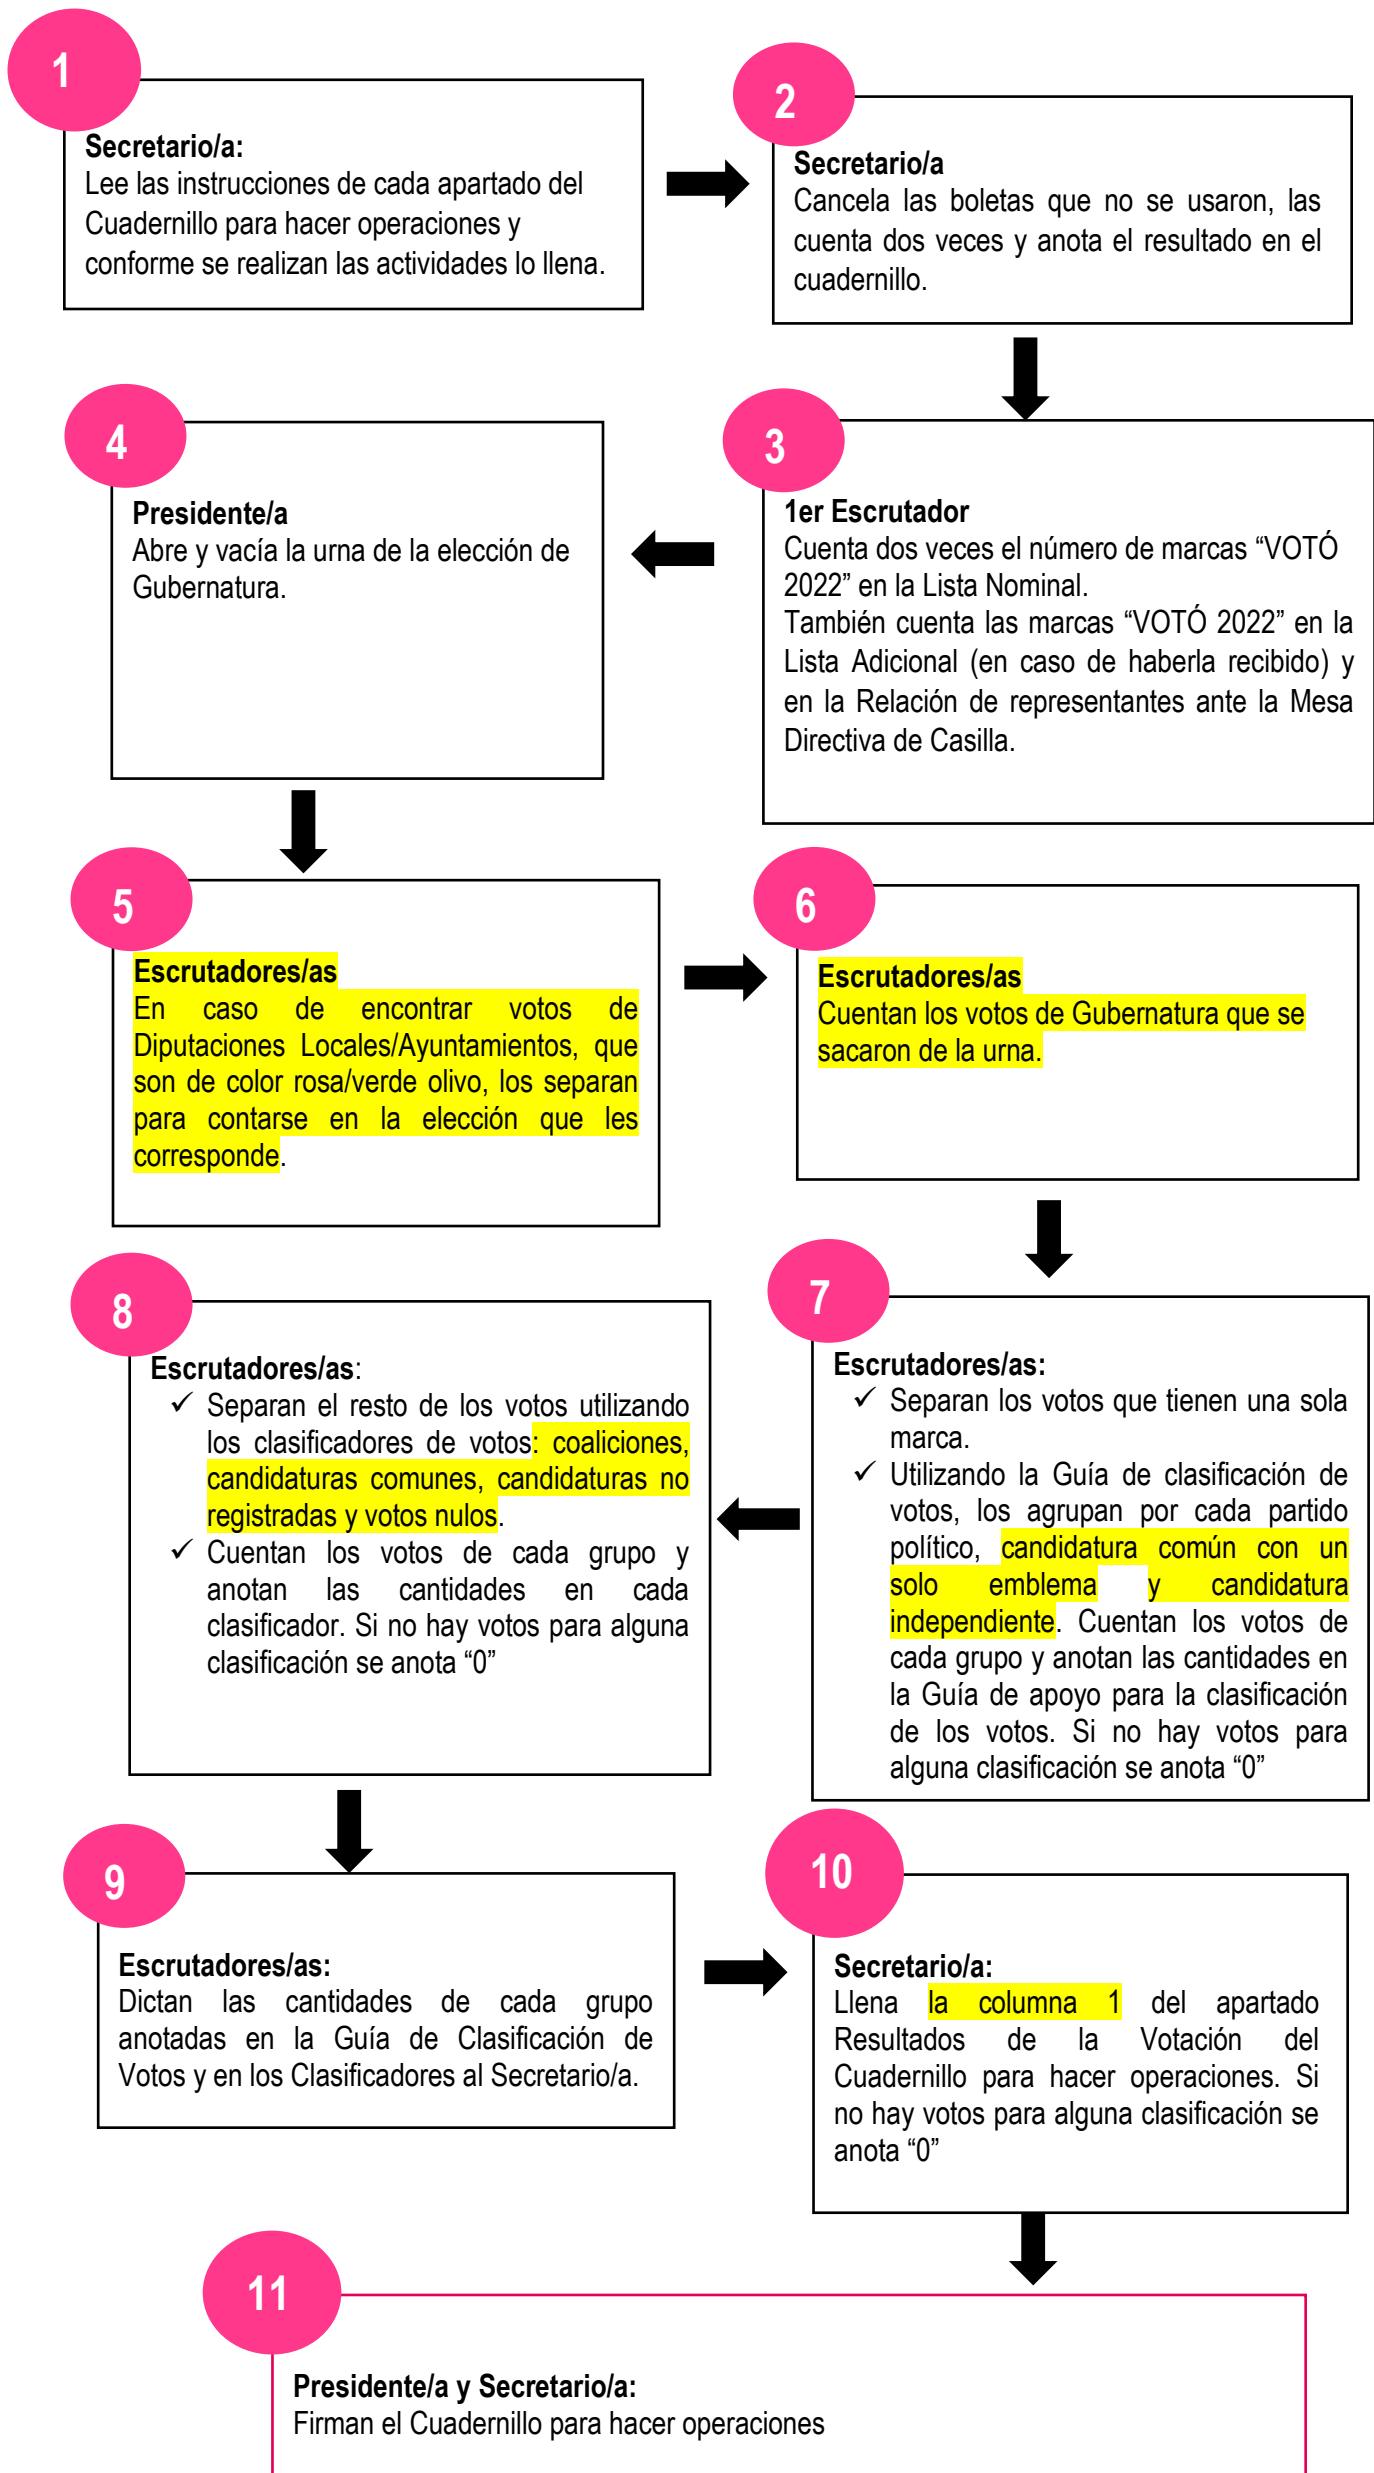 1
Secretario/a:
Lee las instrucciones de cada apartado del
Cuadernillo para hacer operaciones y
conforme se realizan las actividades lo llena.
2
Secretario/a
Cancela las boletas que no se usaron, las
cuenta dos veces y anota el resultado en el
cuadernillo.
3
1er Escrutador
Cuenta dos veces el número de marcas “VOTÓ
2022” en la Lista Nominal.
También cuenta las marcas “VOTÓ 2022” en la
Lista Adicional (en caso de haberla recibido) y
en la Relación de representantes ante la Mesa
Directiva de Casilla.
4
Presidente/a
Abre y vacía la urna de la elección de
Gubernatura.
5
Escrutadores/as
En caso de encontrar votos de
Diputaciones Locales/Ayuntamientos, que
son de color rosa/verde olivo, los separan
para contarse en la elección que les
corresponde.
6
Escrutadores/as
Cuentan los votos de Gubernatura que se
sacaron de la urna.
7
Escrutadores/as:
✓ Separan los votos que tienen una sola
marca.
✓ Utilizando la Guía de clasificación de
votos, los agrupan por cada partido
político, candidatura común con un
solo emblema y candidatura
independiente. Cuentan los votos de
cada grupo y anotan las cantidades en
la Guía de apoyo para la clasificación
de los votos. Si no hay votos para
alguna clasificación se anota “0”
8
Escrutadores/as:
✓ Separan el resto de los votos utilizando
los clasificadores de votos: coaliciones,
candidaturas comunes, candidaturas no
registradas y votos nulos.
✓ Cuentan los votos de cada grupo y
anotan las cantidades en cada
clasificador. Si no hay votos para alguna
clasificación se anota “0”
9
Escrutadores/as:
Dictan las cantidades de cada grupo
anotadas en la Guía de Clasificación de
Votos y en los Clasificadores al Secretario/a.
10
Secretario/a:
Llena la columna 1 del apartado
Resultados de la Votación del
Cuadernillo para hacer operaciones. Si
no hay votos para alguna clasificación se
anota “0”
11
Presidente/a y Secretario/a:
Firman el Cuadernillo para hacer operaciones